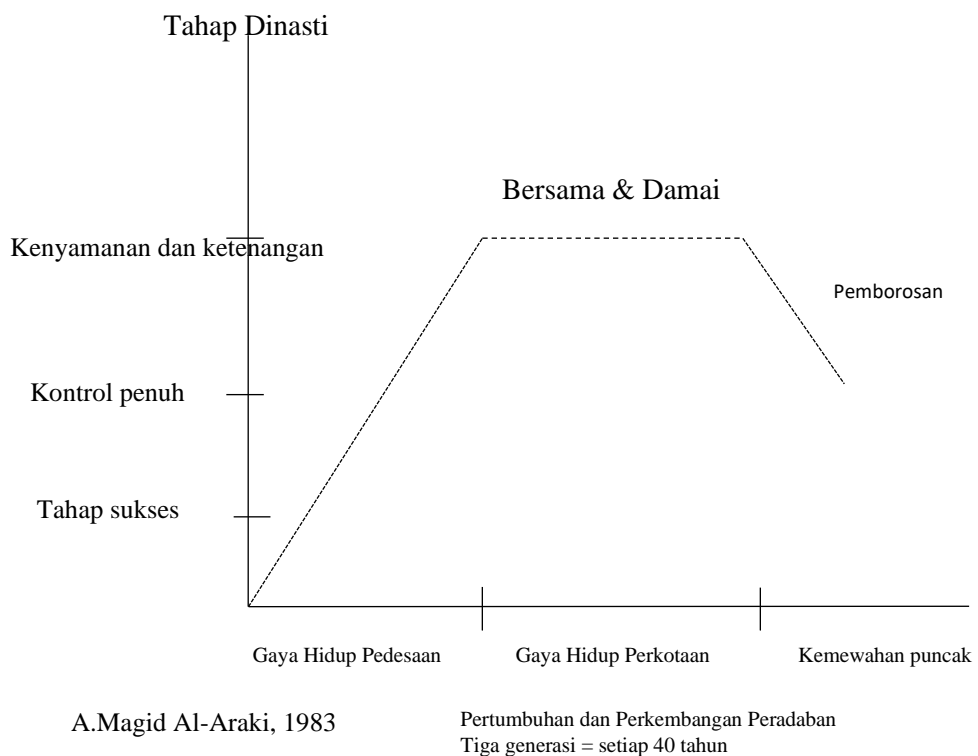 Tahap Dinasti
Bersama & Damai
Kenyamanan dan ketenangan
Pemborosan
Kontrol penuh
Tahap sukses
Gaya Hidup Pedesaan
Gaya Hidup Perkotaan
Kemewahan puncak
A.Magid Al-Araki, 1983
Pertumbuhan dan Perkembangan Peradaban
Tiga generasi = setiap 40 tahun